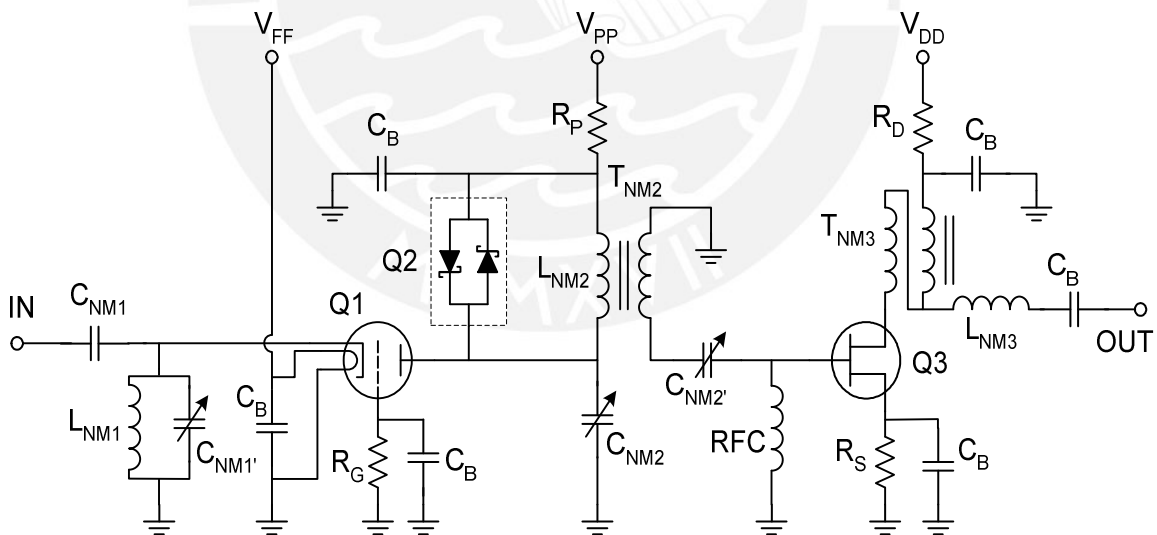 V_FF
V_PP
V_DD
R_P
R_D
C_B
C_B
T_NM2
T_NM3
Q2
L_NM2
C_B
IN
C_NM1
Q1
L_NM3
OUT
Q3
C_NM2'
C_B
L_NM1
C_NM1'
C_NM2
RFC
R_G
C_B
R_S
C_B